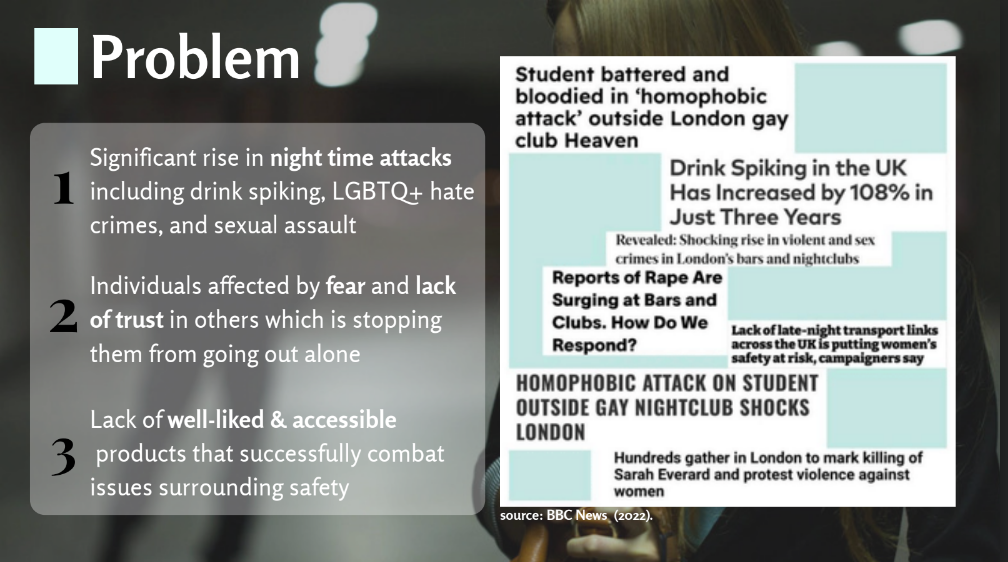 Problem
1
Significant rise in night time attacks
including drink spiking, LGBTQ+ hate
crimes, and sexual assault
2
Individuals affected by fear and lack
of trust in others which is stopping
them from going out alone
3
Lack of well-liked & accessible
products that successfully combat
issues surrounding safety
Student battered and
bloodied in ‘homophobic
attack’ outside London gay
club Heaven
Drink Spiking in the UK
Has Increased by 108% in
Just Three Years
Revealed: Shocking rise in violent and sex
crimes in London's bars and nightclubs
Reports of Rape Are
Surging at Bars and
Clubs. How Do We
Respond?
Lack of late-night transport links
across the UK is putting women's
safety at risk, campaigners say
HOMOPHOBIC ATTACK ON STUDENT
OUTSIDE GAY NIGHTCLUB SHOCKS
LONDON
Hundreds gather in London to mark killing of
Sarah Everard and protest violence against
women
source: BBC News (2022).